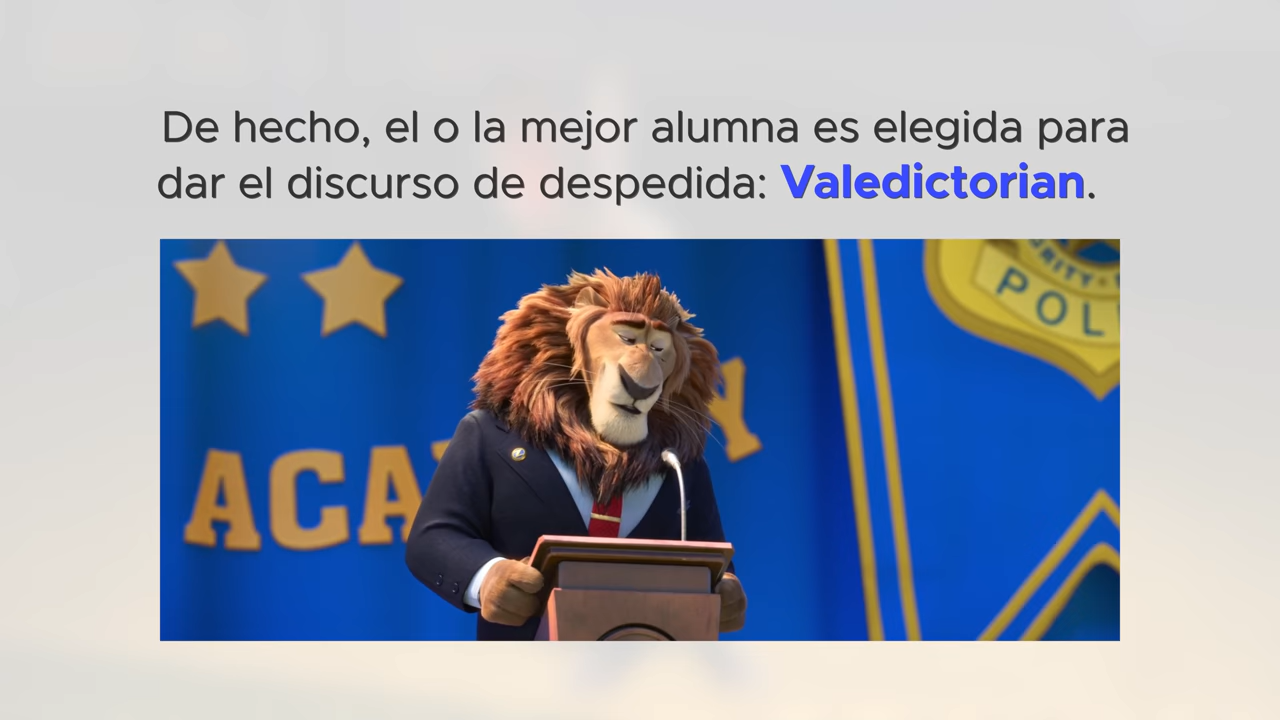 De hecho, el o la mejor alumna es elegida para
dar el discurso de despedida: Valedictorian.
POL
ACA
Y